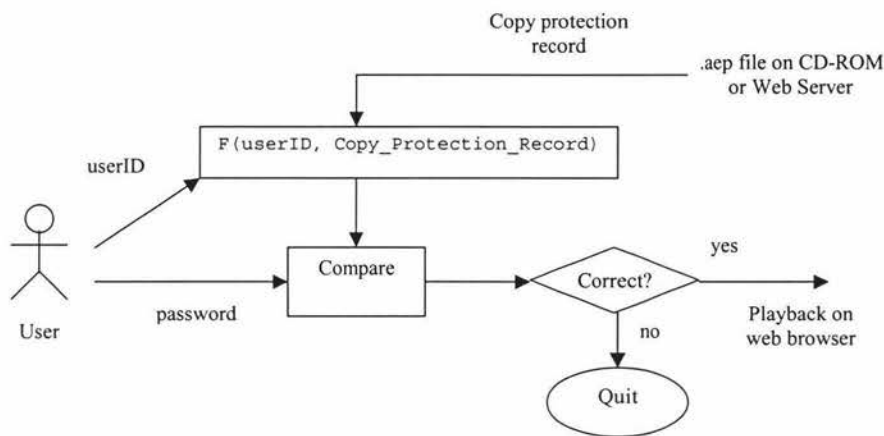 Copy protection
record
.aep file on CD-ROM
or Web Server
F(userID, Copy_Protection_Record)
userID
Compare
Correct?
yes
User
password
Playback on
web browser
no
Quit